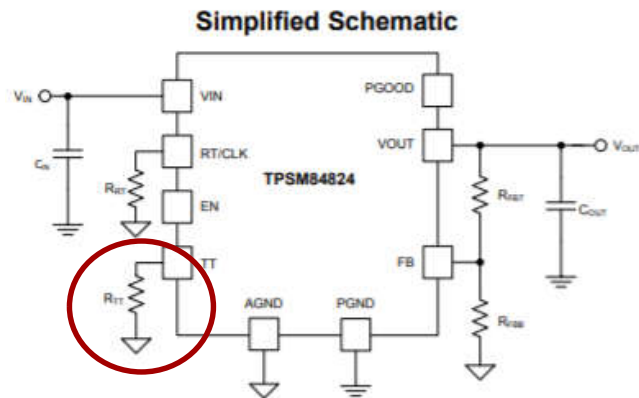 Simplified Schematic
VIN
VIN
PGOOD
CIN
RT/CLK
VOUT
VOUT
TPSM84824
RRT
RFBT
COUT
EN
TT
FB
RTT
AGND
PGND
RFBB